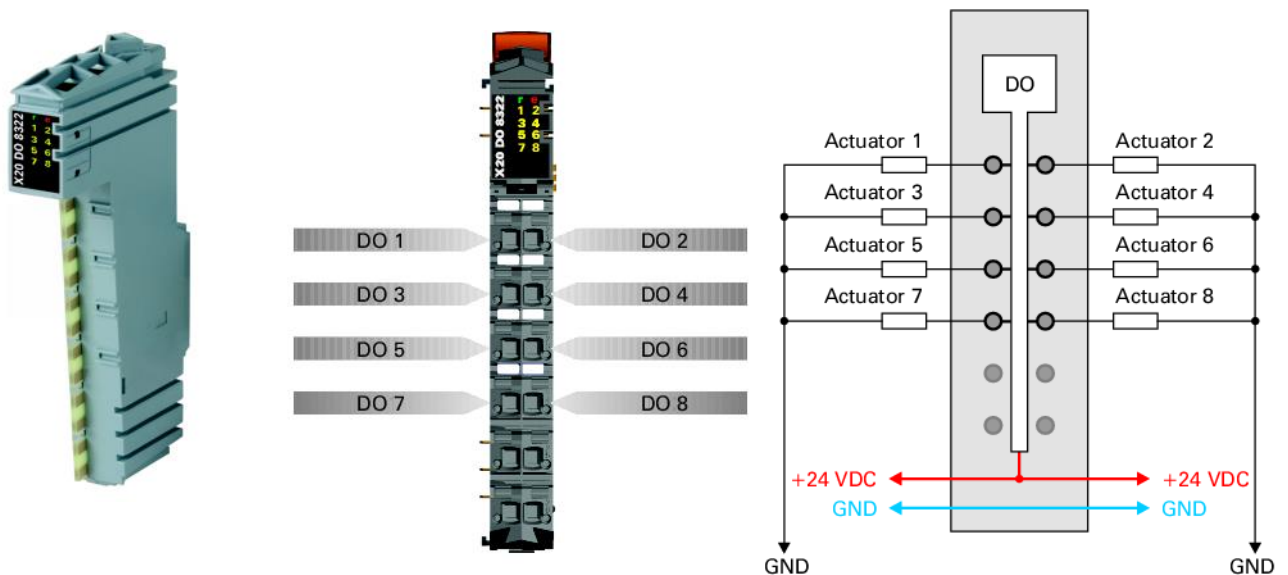 X20 DO 8322
r e
1 2
3 4
5 6
7 8
X20 DO 8322
r e
1 2
3 4
5 6
7 8
DO 1
DO 2
DO 3
DO 4
DO 5
DO 6
DO 7
DO 8
DO
Actuator 1
Actuator 2
Actuator 3
Actuator 4
Actuator 5
Actuator 6
Actuator 7
Actuator 8
+24 VDC
+24 VDC
GND
GND
GND
GND